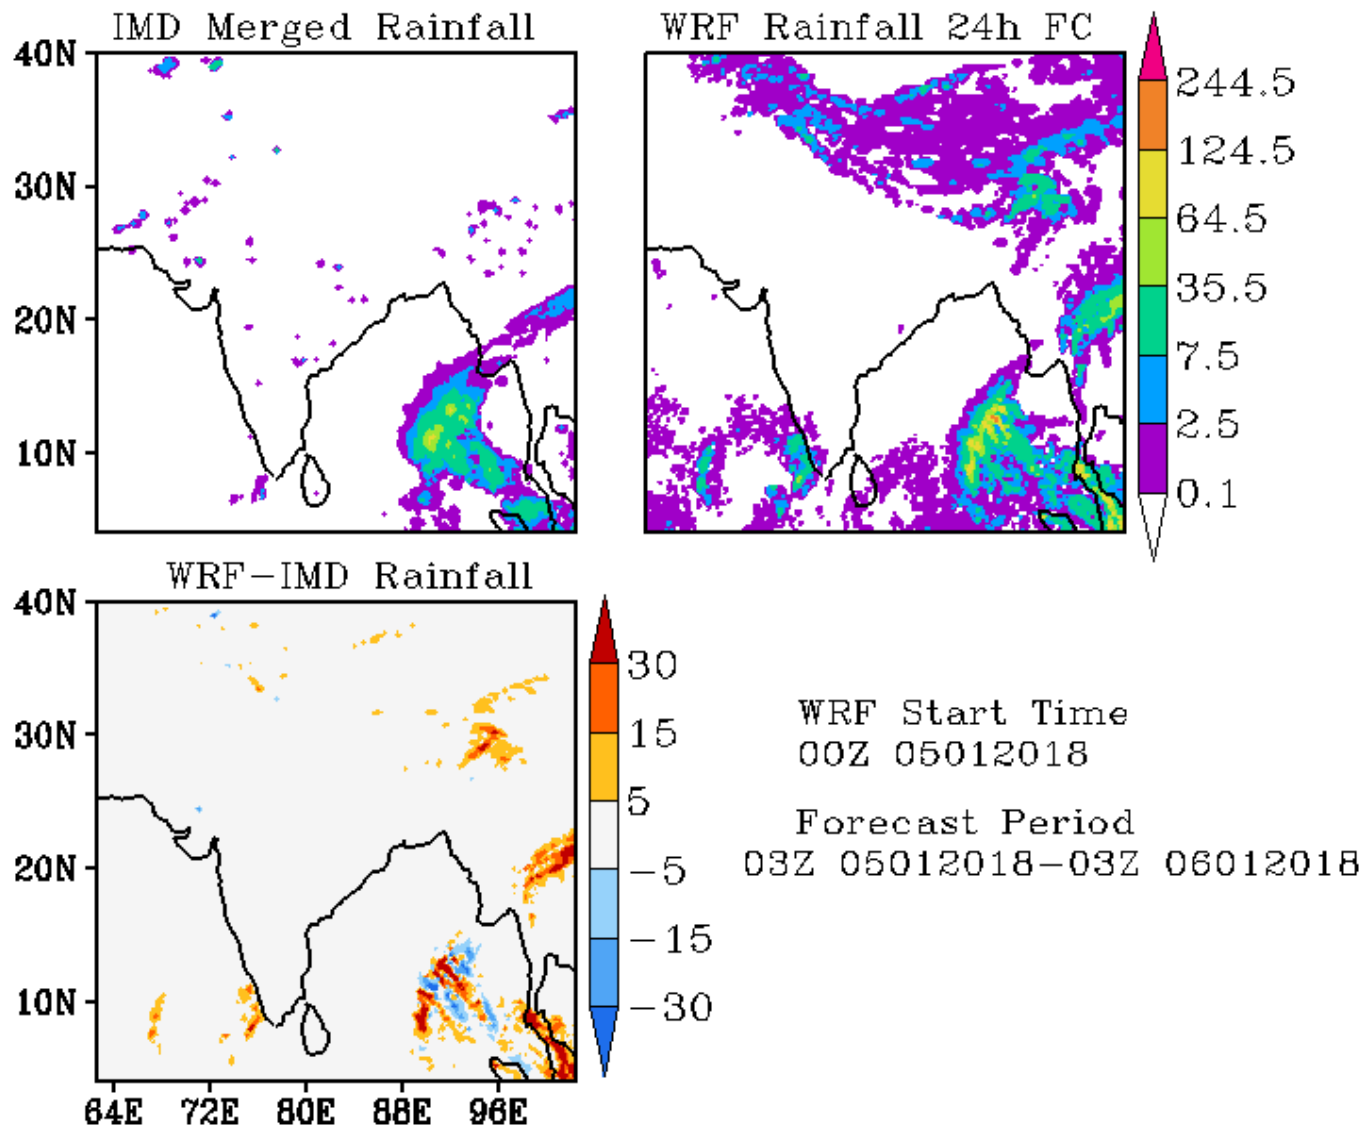 IMD Merged Rainfall
WRF Rainfall 24h FC
40N
30N
20N
10N
244.5
124.5
64.5
35.5
7.5
2.5
0.1
WRF-IMD Rainfall
40N
30N
20N
10N
64E 72E 80E 88E 96E
30
15
5
-5
-15
-30
WRF Start Time
00Z 05012018
Forecast Period
03Z 05012018-03Z 06012018